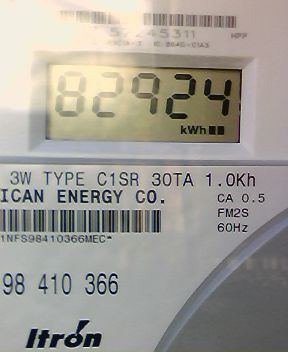 82924
kWh
3W TYPE C1SR 30TA 1.0Kh
ICAN ENERGY CO.
CA 0.5
FM2S
60Hz
1NFS98410366MEC*
98 410 366
Itron